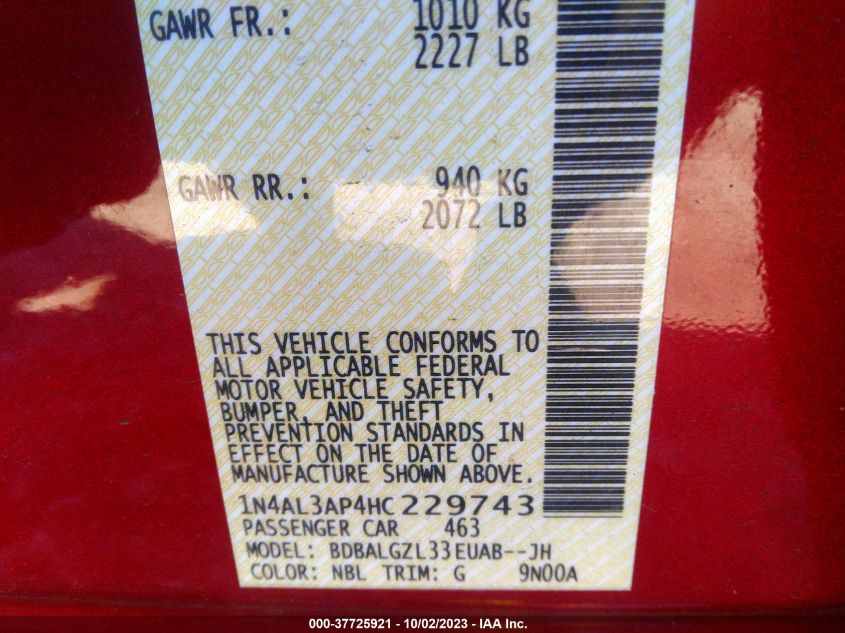 GAWR FR.: 1010 KG
2227 LB
GAWR RR.: 940 KG
2072 LB
THIS VEHICLE CONFORMS TO
ALL APPLICABLE FEDERAL
MOTOR VEHICLE SAFETY,
BUMPER, AND THEFT
PREVENTION STANDARDS IN
EFFECT ON THE DATE OF
MANUFACTURE SHOWN ABOVE.
1N4AL3AP4HC229743
PASSENGER CAR 463
MODEL: BDBALGZL33EUAB--JH
COLOR: NBL TRIM: G 9N00A
000-37725921 - 10/02/2023 - IAA Inc.